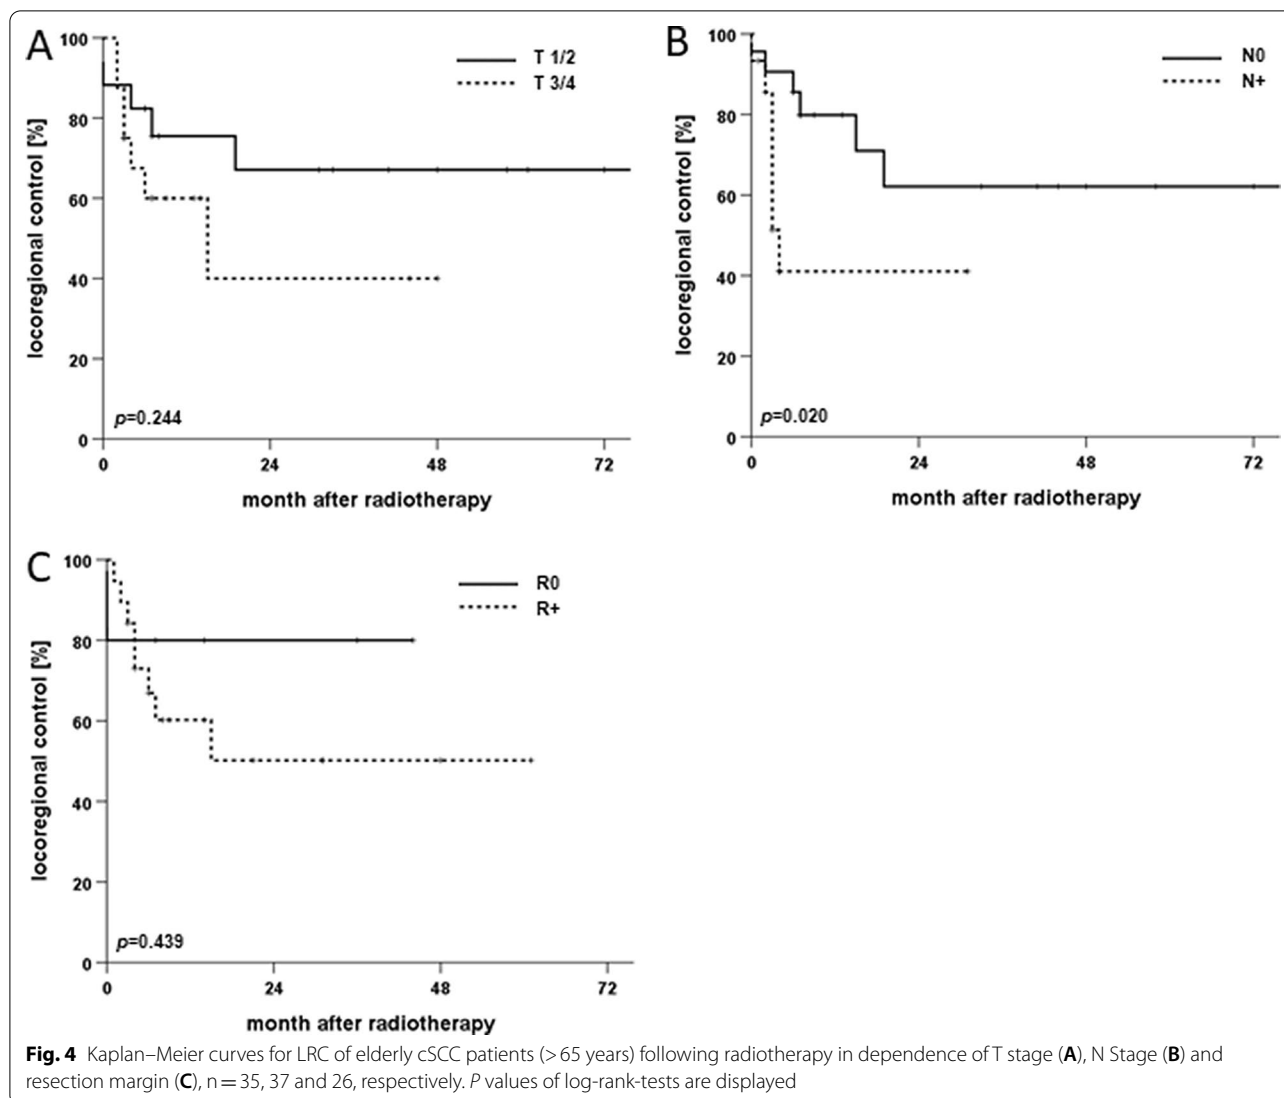 A
100
80
60
40
20
0
locoregional control [%]
T 1/2
T 3/4
p=0.244
0 24 48 72
month after radiotherapy
B
100
80
60
40
20
0
locoregional control [%]
N0
N+
p=0.020
0 24 48 72
month after radiotherapy
C
100
80
60
40
20
0
locoregional control [%]
R0
R+
p=0.439
0 24 48 72
month after radiotherapy
Fig. 4 Kaplan–Meier curves for LRC of elderly cSCC patients (> 65 years) following radiotherapy in dependence of T stage (A), N Stage (B) and
resection margin (C), n = 35, 37 and 26, respectively. P values of log-rank-tests are displayed